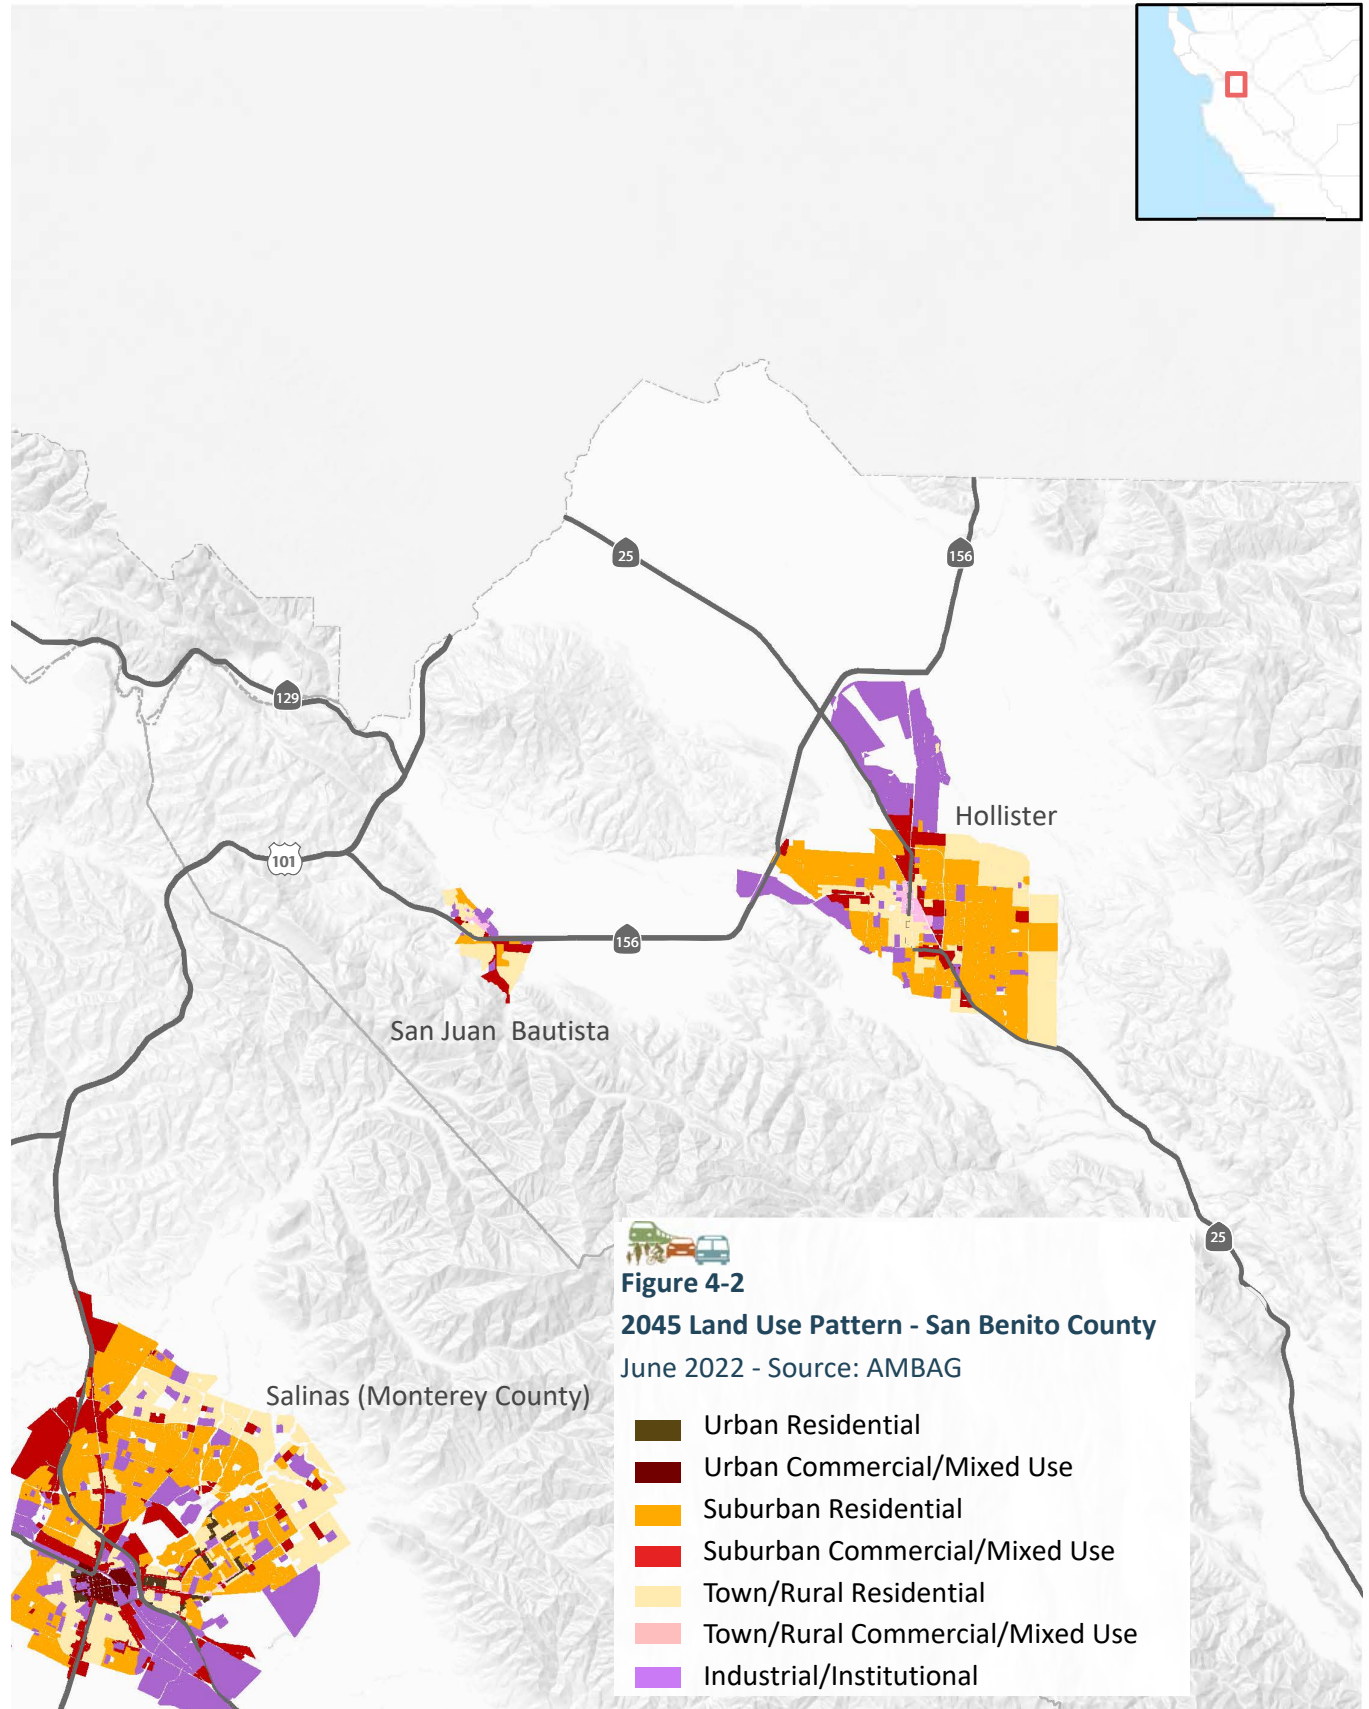 25
156
129
Hollister
101
156
San Juan  Bautista
25
Figure 4-2
2045 Land Use Pattern - San Benito County
June 2022 - Source: AMBAG
Salinas (Monterey County)
Urban Residential
Urban Commercial/Mixed Use
Suburban Residential
Suburban Commercial/Mixed Use
Town/Rural Residential
Town/Rural Commercial/Mixed Use
Industrial/Institutional